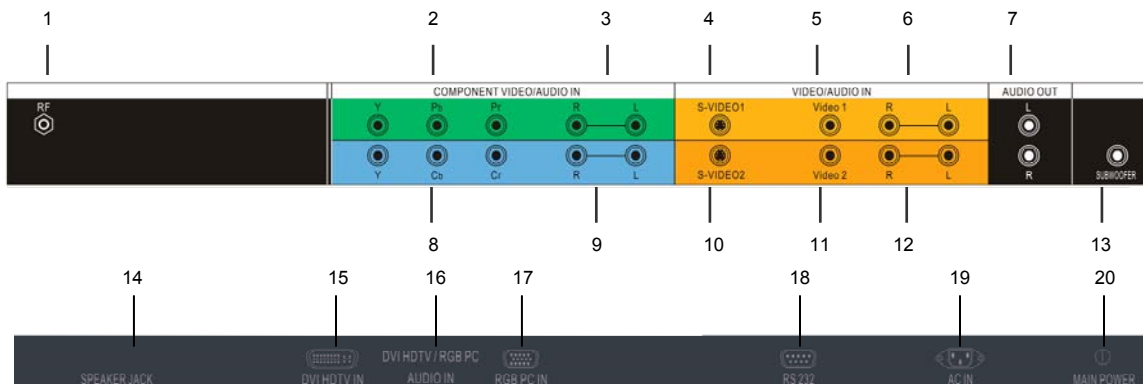 1 2 3 4 5 6 7
COMPONENT VIDEO/AUDIO IN VIDEO/AUDIO IN AUDIO OUT
RF Y Pb Pr R L S-VIDEO1 Video 1 R L L
Y Cb Cr R L S-VIDEO2 Video 2 R L R SUBWOOFER
8 9 10 11 12 13
14 15 16 17 18 19 20
DVI HDTV / RGB PC
SPEAKER JACK DVI HDTV IN AUDIO IN RGB PC IN RS 232 AC IN MAIN POWER